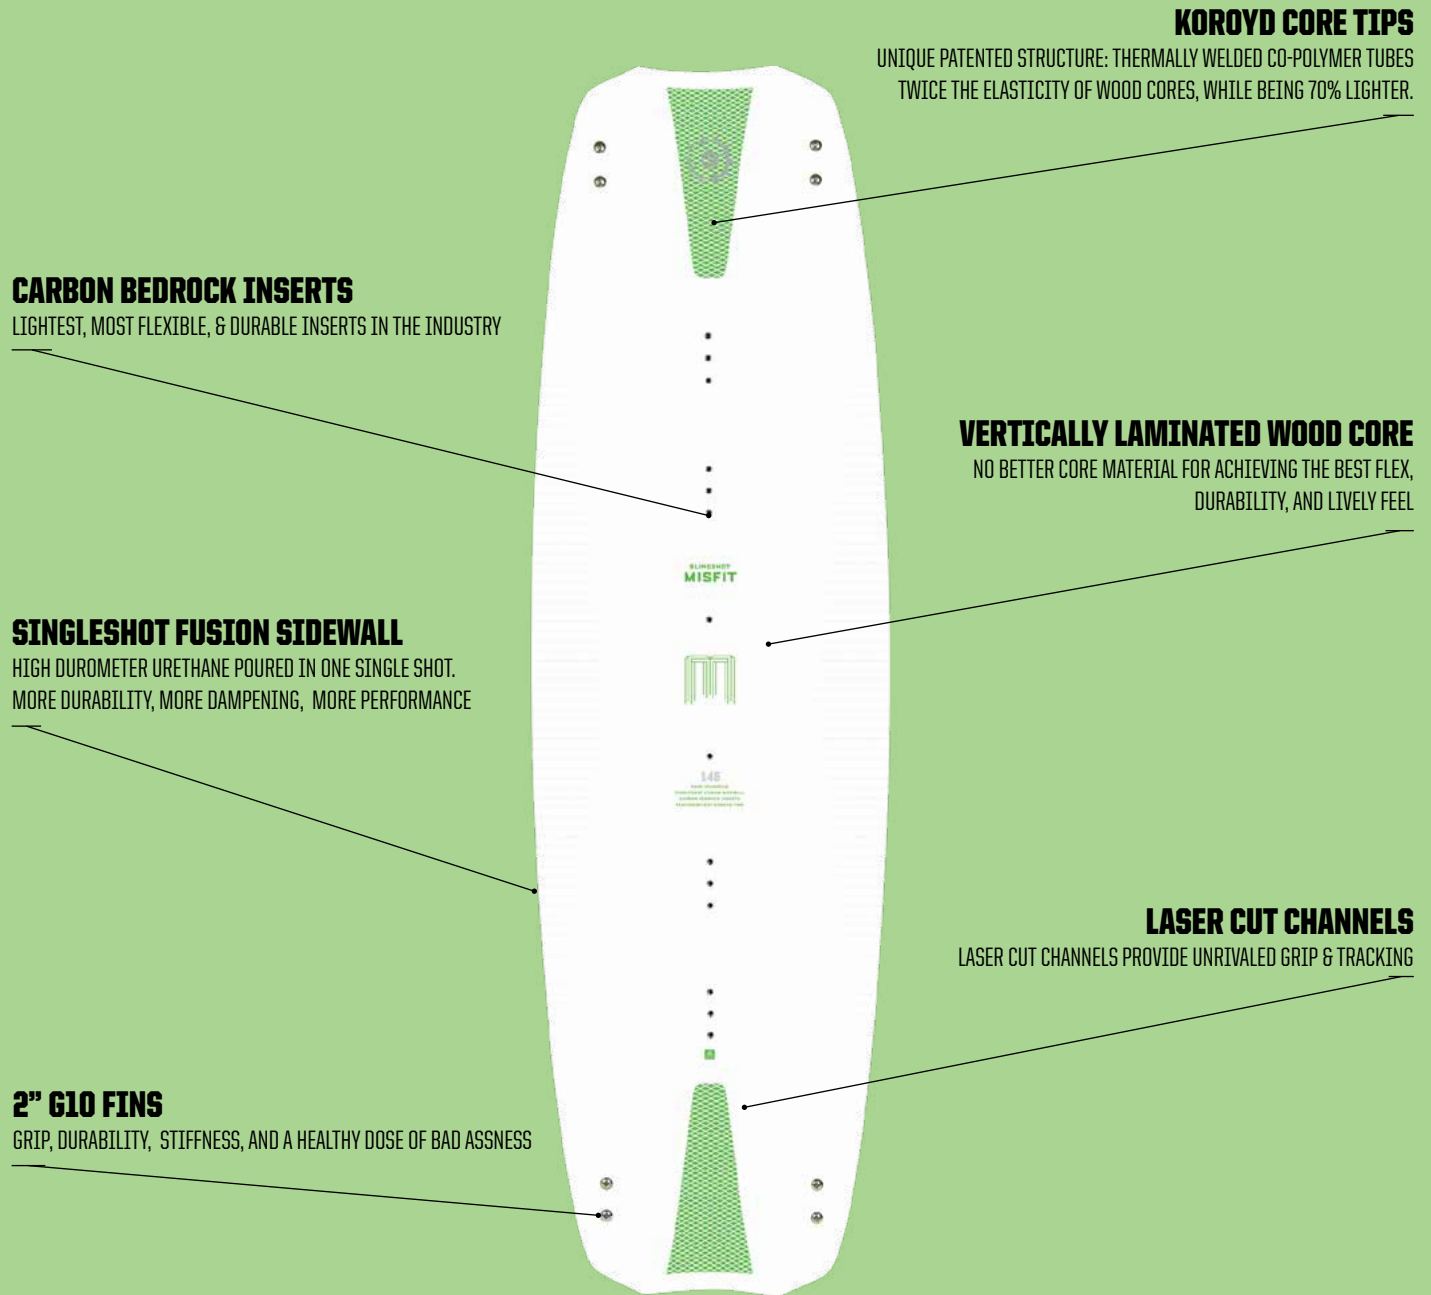 KOROYD CORE TIPS
UNIQUE PATENTED STRUCTURE: THERMALLY WELDED CO-POLYMER TUBES
TWICE THE ELASTICITY OF WOOD CORES, WHILE BEING 70% LIGHTER.
CARBON BEDROCK INSERTS
LIGHTEST, MOST FLEXIBLE, & DURABLE INSERTS IN THE INDUSTRY
VERTICALLY LAMINATED WOOD CORE
NO BETTER CORE MATERIAL FOR ACHIEVING THE BEST FLEX,
DURABILITY, AND LIVELY FEEL
SLINGSHOT
MISFIT
SINGLESHOT FUSION SIDEWALL
HIGH DUROMETER URETHANE POURED IN ONE SINGLE SHOT.
MORE DURABILITY, MORE DAMPENING, MORE PERFORMANCE
LASER CUT CHANNELS
LASER CUT CHANNELS PROVIDE UNRIVALED GRIP & TRACKING
2” G10 FINS
GRIP, DURABILITY, STIFFNESS, AND A HEALTHY DOSE OF BAD ASSNESS